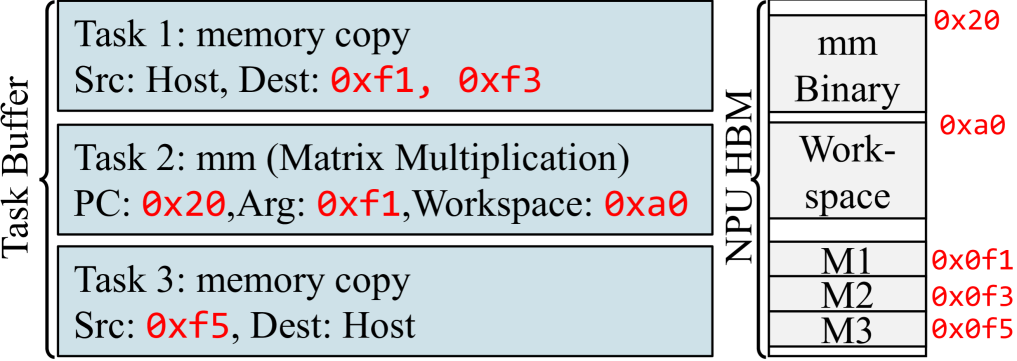 Task Buffer
Task 1: memory copy
Src: Host, Dest: 0xf1, 0xf3
Task 2: mm (Matrix Multiplication)
PC: 0x20,Arg: 0xf1,Workspace: 0xa0
Task 3: memory copy
Src: 0xf5, Dest: Host
NPU HBM
0x20
mm
Binary
0xa0
Work-
space
M1 0x0f1
M2 0x0f3
M3 0x0f5